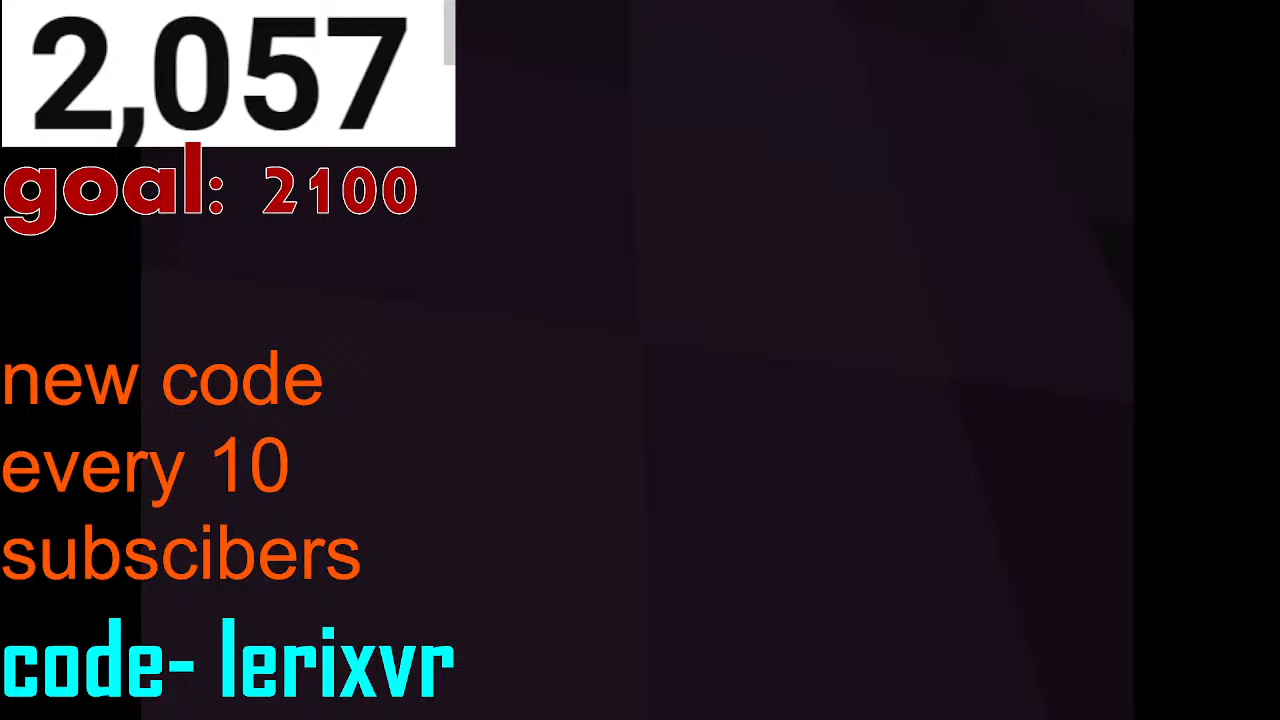 2,057
goal: 2100
new code
every 10
subscibers
code- lerixvr